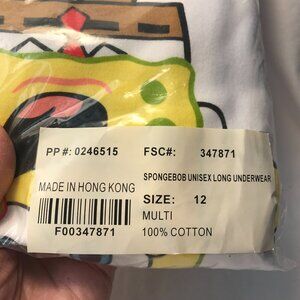 PP #: 0246515 FSC#: 347871
SPONGEBOB UNISEX LONG UNDERWEAR
MADE IN HONG KONG
SIZE: 12
MULTI
F00347871
100% COTTON